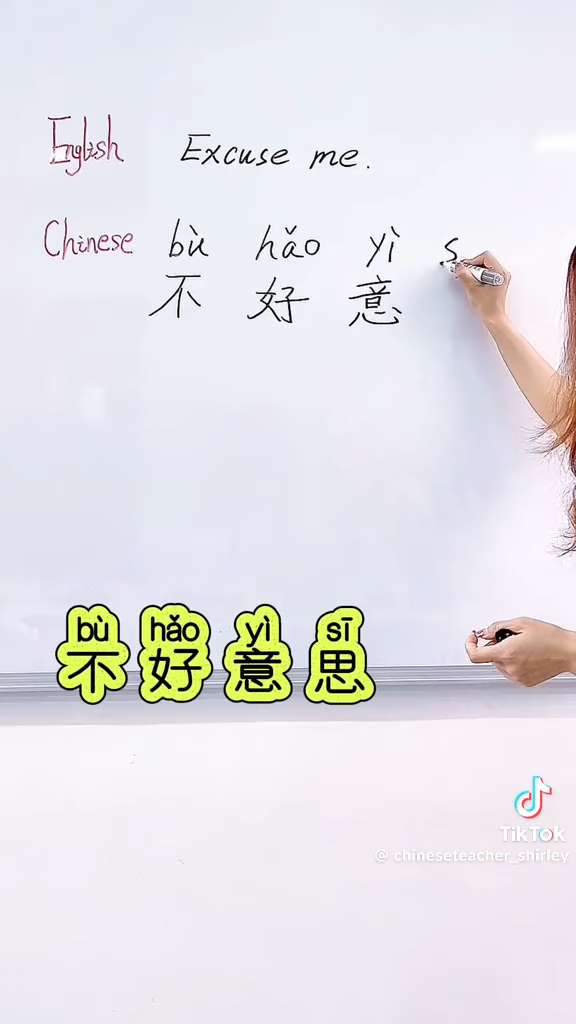 English Excuse me.
Chinese bù hǎo yì s
不 好 意
bù hǎo yì sī
不 好 意 思
TikTok
@ chineseteacher_shirley